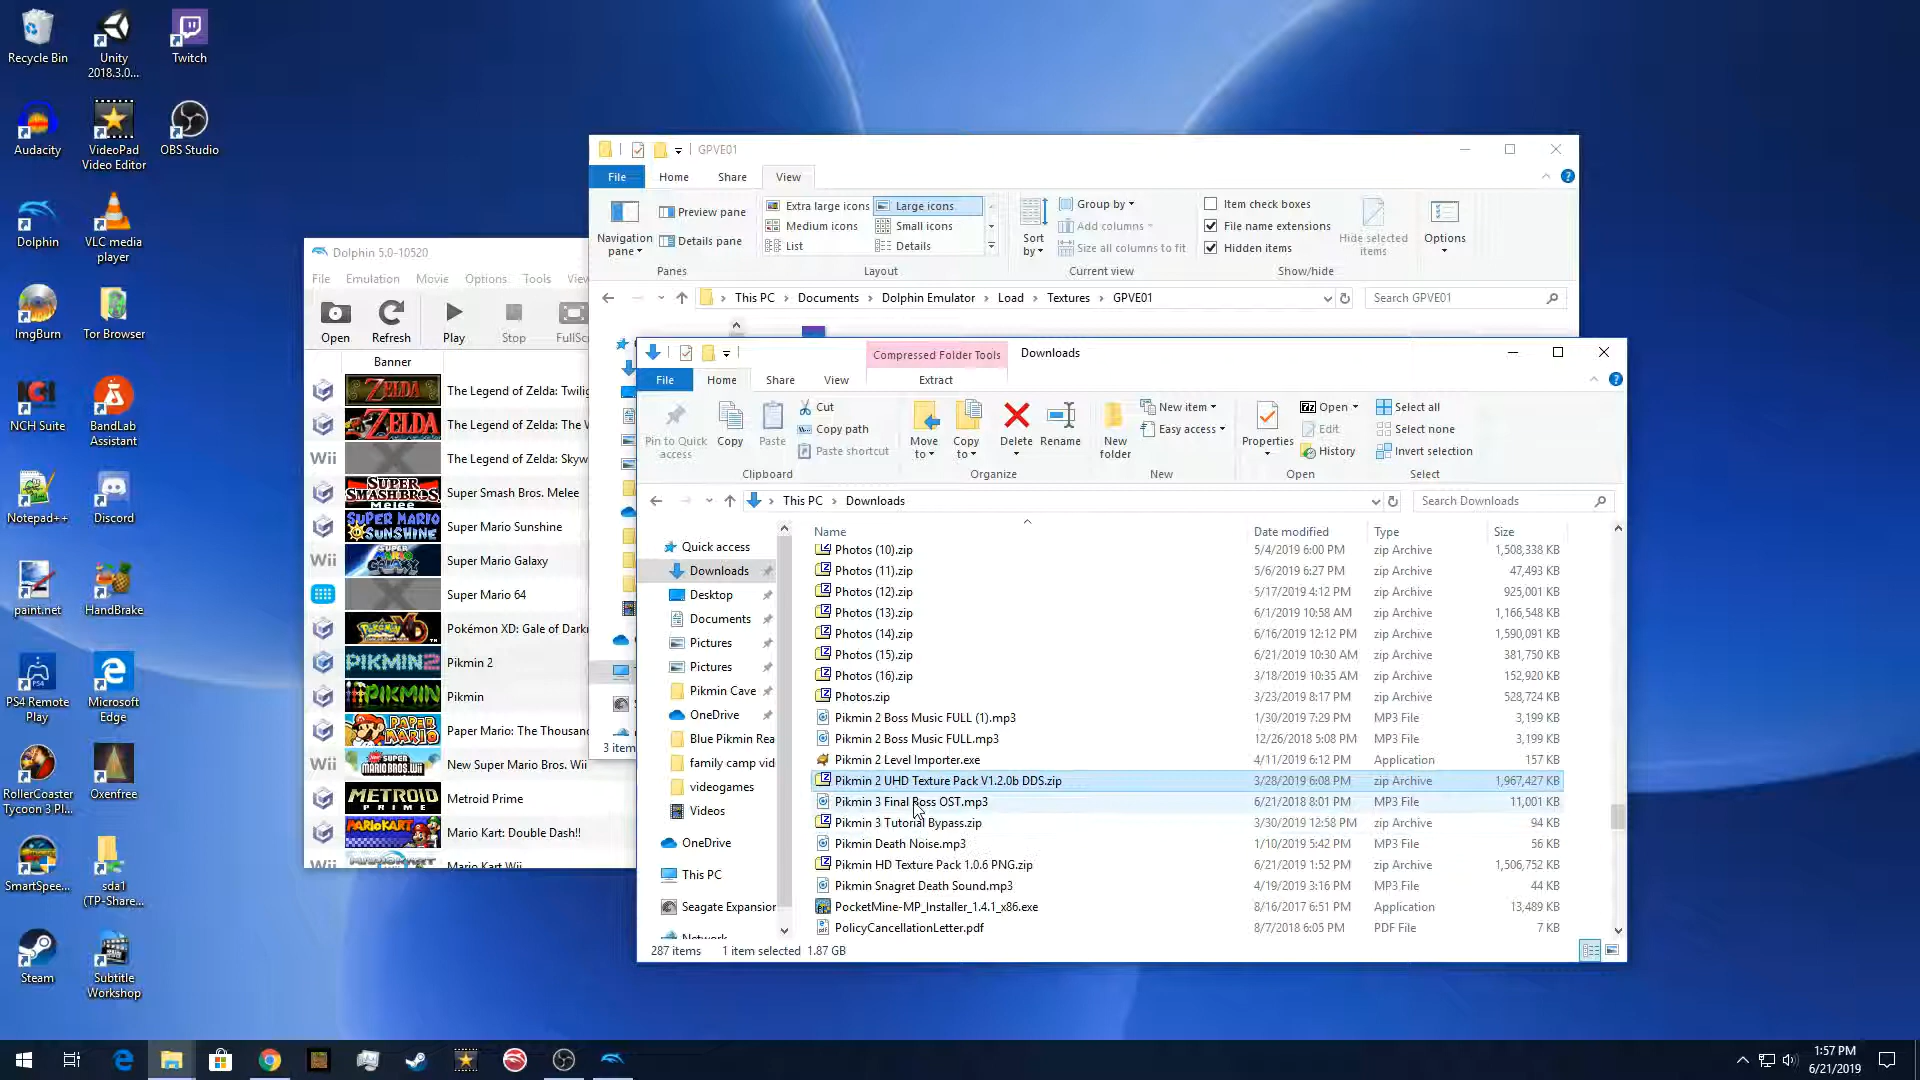 Recycle Bin
Unity
2018.3.0...
Twitch
Audacity
VideoPad
Video Editor
OBS Studio
Dolphin
VLC media
player
ImgBurn
Tor Browser
NCH Suite
BandLab
Assistant
Notepad++
Discord
paint.net
HandBrake
PS4 Remote
Play
Microsoft
Edge
RollerCoaster
Tycoon 3 Pl...
Oxenfree
SmartSpee...
sda1
(TP-Share...
Steam
Subtitle
Workshop
Dolphin 5.0-10520
File Emulation Movie Options Tools View
Open Refresh Play Stop FullScr
Banner
The Legend of Zelda: Twilig
The Legend of Zelda: The W
Wii The Legend of Zelda: Skyw
Super Smash Bros. Melee
Super Mario Sunshine
Wii Super Mario Galaxy
Super Mario 64
Pokémon XD: Gale of Darkn
PIKMIN2 Pikmin 2
PIKMIN Pikmin
Paper Mario: The Thousand
Wii New Super Mario Bros. Wii
METROID PRIME Metroid Prime
Mario Kart: Double Dash!!
Wii Mario Kart Wii
GPVE01
File Home Share View
Navigation
pane
Preview pane
Details pane
Panes
Extra large icons Large icons
Medium icons Small icons
List Details
Layout
Sort
by
Group by
Add columns
Size all columns to fit
Current view
Item check boxes
File name extensions
Hidden items
Hide selected
items
Show/hide
Options
This PC Documents Dolphin Emulator Load Textures GPVE01
Search GPVE01
3 item
Compressed Folder Tools Downloads
File Home Share View Extract
Pin to Quick
access
Copy
Paste
Cut
Copy path
Paste shortcut
Clipboard
Move
to
Copy
to
Delete
Rename
Organize
New
folder
New item
Easy access
New
Properties
Open
Edit
History
Open
Select all
Select none
Invert selection
Select
This PC Downloads
Search Downloads
Quick access
Downloads
Desktop
Documents
Pictures
Pictures
Pikmin Cave
OneDrive
Blue Pikmin Rea
family camp vid
videogames
Videos
OneDrive
This PC
Seagate Expansion
Network
Name Date modified Type Size
Photos (10).zip 5/4/2019 6:00 PM zip Archive 1,508,338 KB
Photos (11).zip 5/6/2019 6:27 PM zip Archive 47,493 KB
Photos (12).zip 5/17/2019 4:12 PM zip Archive 925,001 KB
Photos (13).zip 6/1/2019 10:58 AM zip Archive 1,166,548 KB
Photos (14).zip 6/16/2019 12:12 PM zip Archive 1,590,091 KB
Photos (15).zip 6/21/2019 10:30 AM zip Archive 381,750 KB
Photos (16).zip 3/18/2019 10:35 AM zip Archive 152,920 KB
Photos.zip 3/23/2019 8:17 PM zip Archive 528,724 KB
Pikmin 2 Boss Music FULL (1).mp3 1/30/2019 7:29 PM MP3 File 3,199 KB
Pikmin 2 Boss Music FULL.mp3 12/26/2018 5:08 PM MP3 File 3,199 KB
Pikmin 2 Level Importer.exe 4/11/2019 6:12 PM Application 157 KB
Pikmin 2 UHD Texture Pack V1.2.0b DDS.zip 3/28/2019 6:08 PM zip Archive 1,967,427 KB
Pikmin 3 Final Boss OST.mp3 6/21/2018 8:01 PM MP3 File 11,001 KB
Pikmin 3 Tutorial Bypass.zip 3/30/2019 12:58 PM zip Archive 94 KB
Pikmin Death Noise.mp3 1/10/2019 5:42 PM MP3 File 56 KB
Pikmin HD Texture Pack 1.0.6 PNG.zip 6/21/2019 1:52 PM zip Archive 1,506,752 KB
Pikmin Snagret Death Sound.mp3 4/19/2019 3:16 PM MP3 File 44 KB
PocketMine-MP_Installer_1.4.1_x86.exe 8/16/2017 6:51 PM Application 13,489 KB
PolicyCancellationLetter.pdf 8/7/2018 6:05 PM PDF File 7 KB
287 items 1 item selected 1.87 GB
1:57 PM
6/21/2019